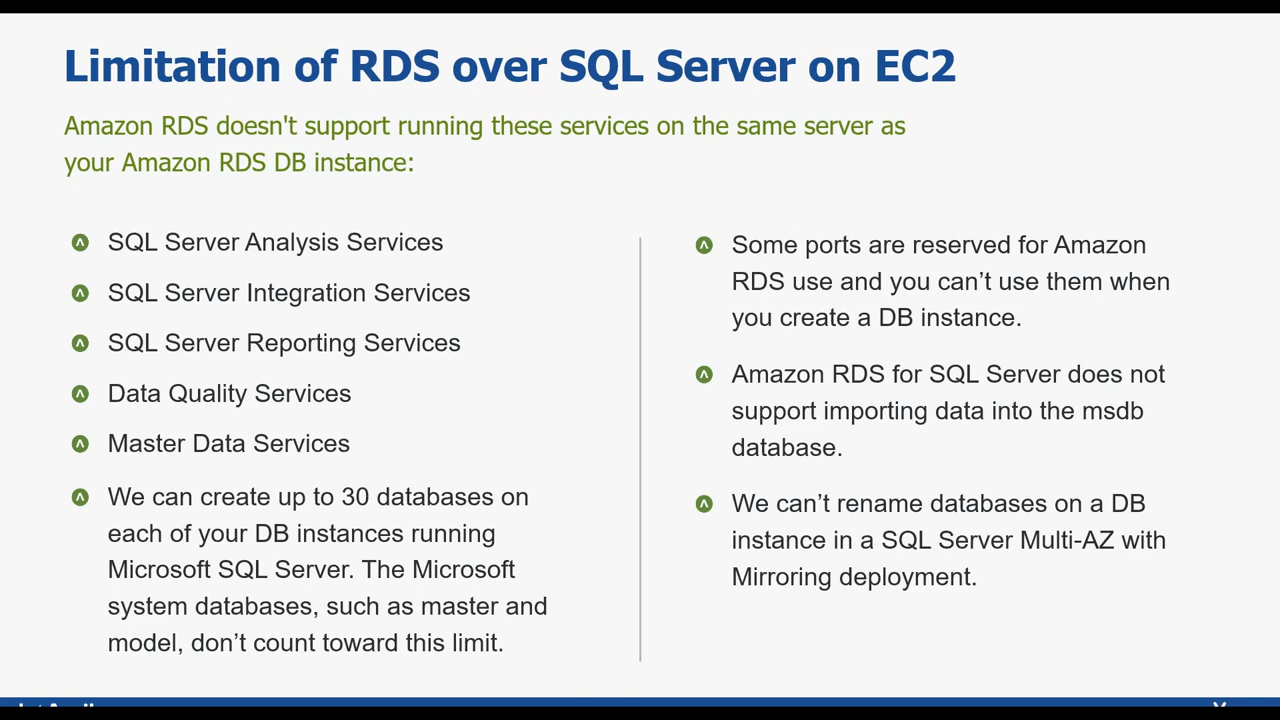 Limitation of RDS over SQL Server on EC2
Amazon RDS doesn't support running these services on the same server as
your Amazon RDS DB instance:
SQL Server Analysis Services
SQL Server Integration Services
SQL Server Reporting Services
Data Quality Services
Master Data Services
We can create up to 30 databases on
each of your DB instances running
Microsoft SQL Server. The Microsoft
system databases, such as master and
model, don’t count toward this limit.
Some ports are reserved for Amazon
RDS use and you can’t use them when
you create a DB instance.
Amazon RDS for SQL Server does not
support importing data into the msdb
database.
We can’t rename databases on a DB
instance in a SQL Server Multi-AZ with
Mirroring deployment.